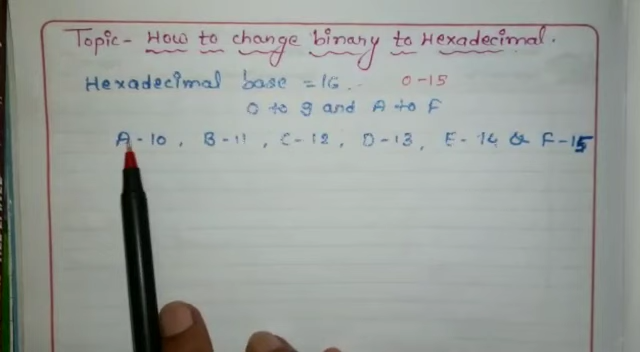 Topic- How to change binary to Hexadecimal.
Hexadecimal base = 16. 0-15
0 to 9 and A to F
A-10, B-11, C-12, D-13, E-14 & F-15